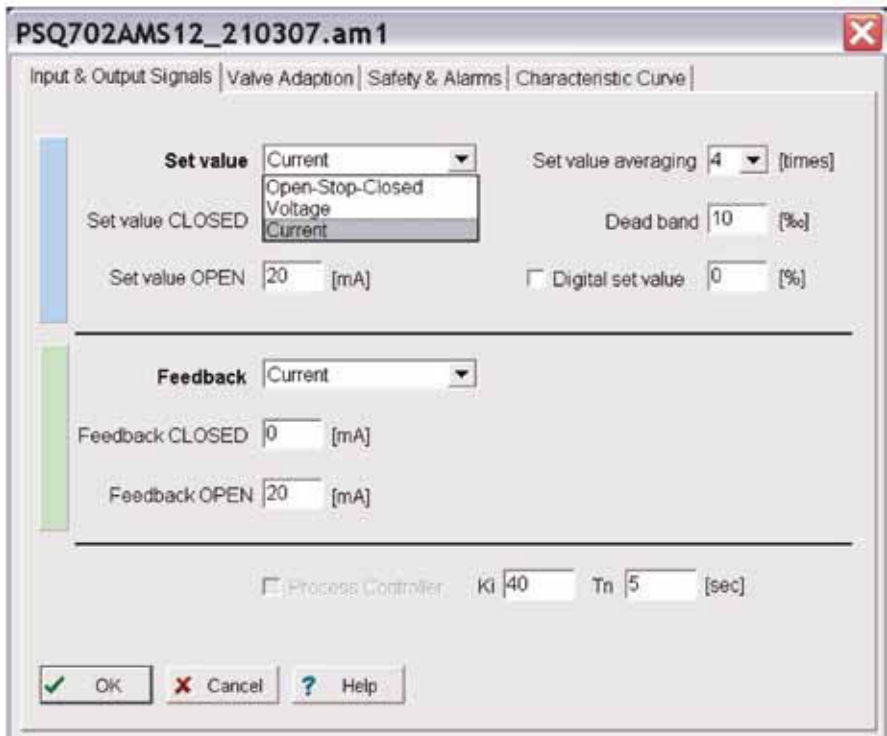 PSQ702AMS12_210307.am1
Input & Output Signals Valve Adaption Safety & Alarms Characteristic Curve
Set value Current Set value averaging 4 [times]
Open-Stop-Closed
Voltage
Set value CLOSED Current Dead band 10 [‰]
Set value OPEN 20 [mA] Digital set value 0 [%]
Feedback Current
Feedback CLOSED 0 [mA]
Feedback OPEN 20 [mA]
Process Controller Ki 40 Tn 5 [sec]
OK Cancel ? Help